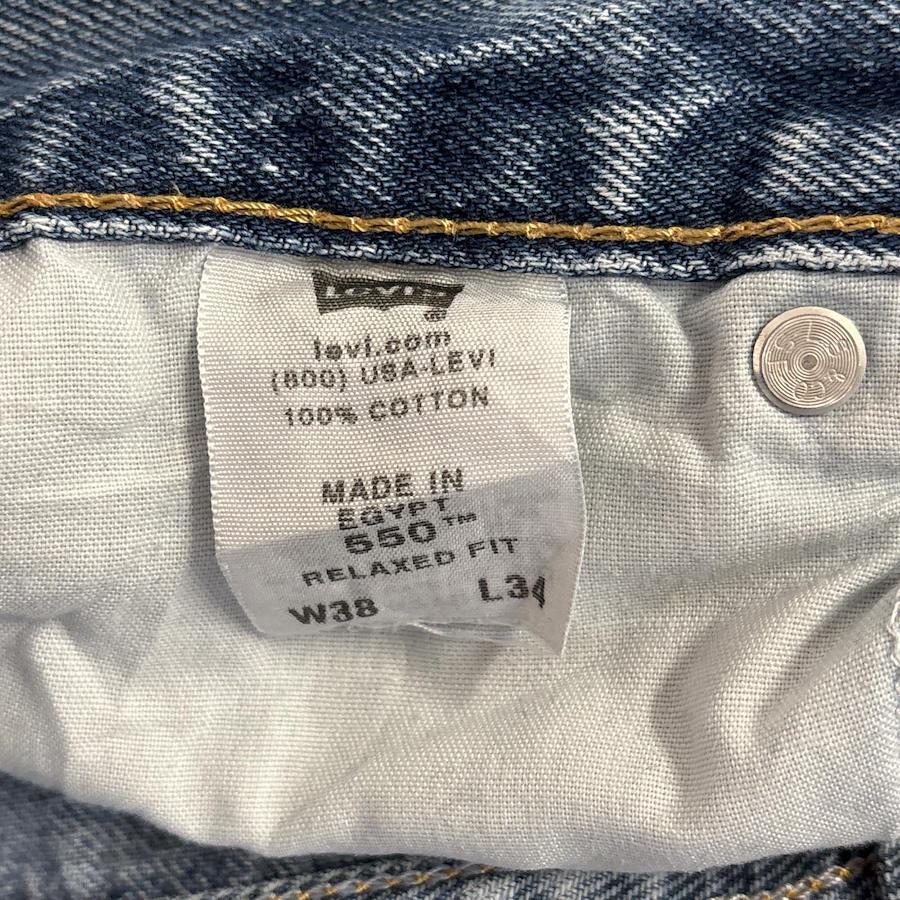 Levi's
®
levi.com
(800) USA-LEVI
100% COTTON
MADE IN
EGYPT
550™
RELAXED FIT
W38 L34